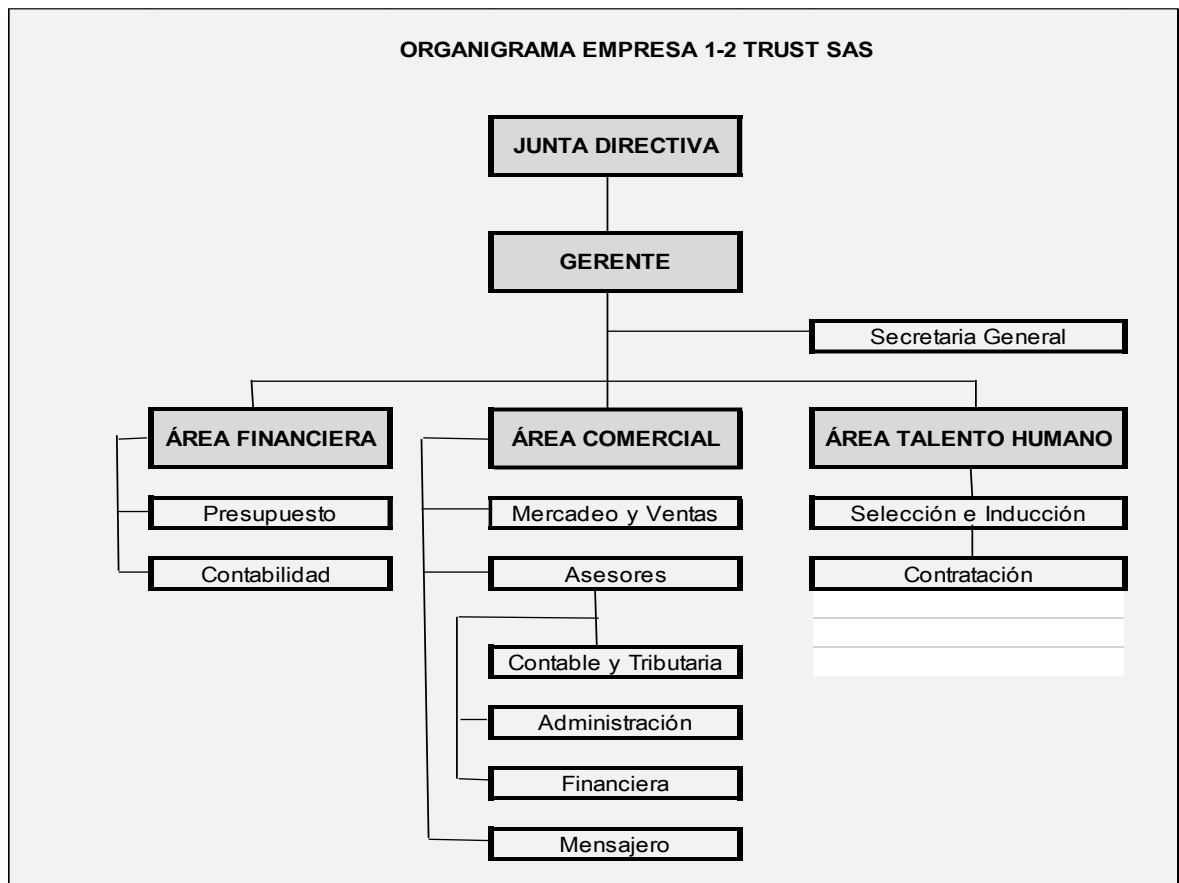 ORGANIGRAMA EMPRESA 1-2 TRUST SAS
JUNTA DIRECTIVA
GERENTE
Secretaria General
ÁREA FINANCIERA
ÁREA COMERCIAL
ÁREA TALENTO HUMANO
Presupuesto
Mercadeo y Ventas
Selección e Inducción
Contabilidad
Asesores
Contratación
Contable y Tributaria
Administración
Financiera
Mensajero